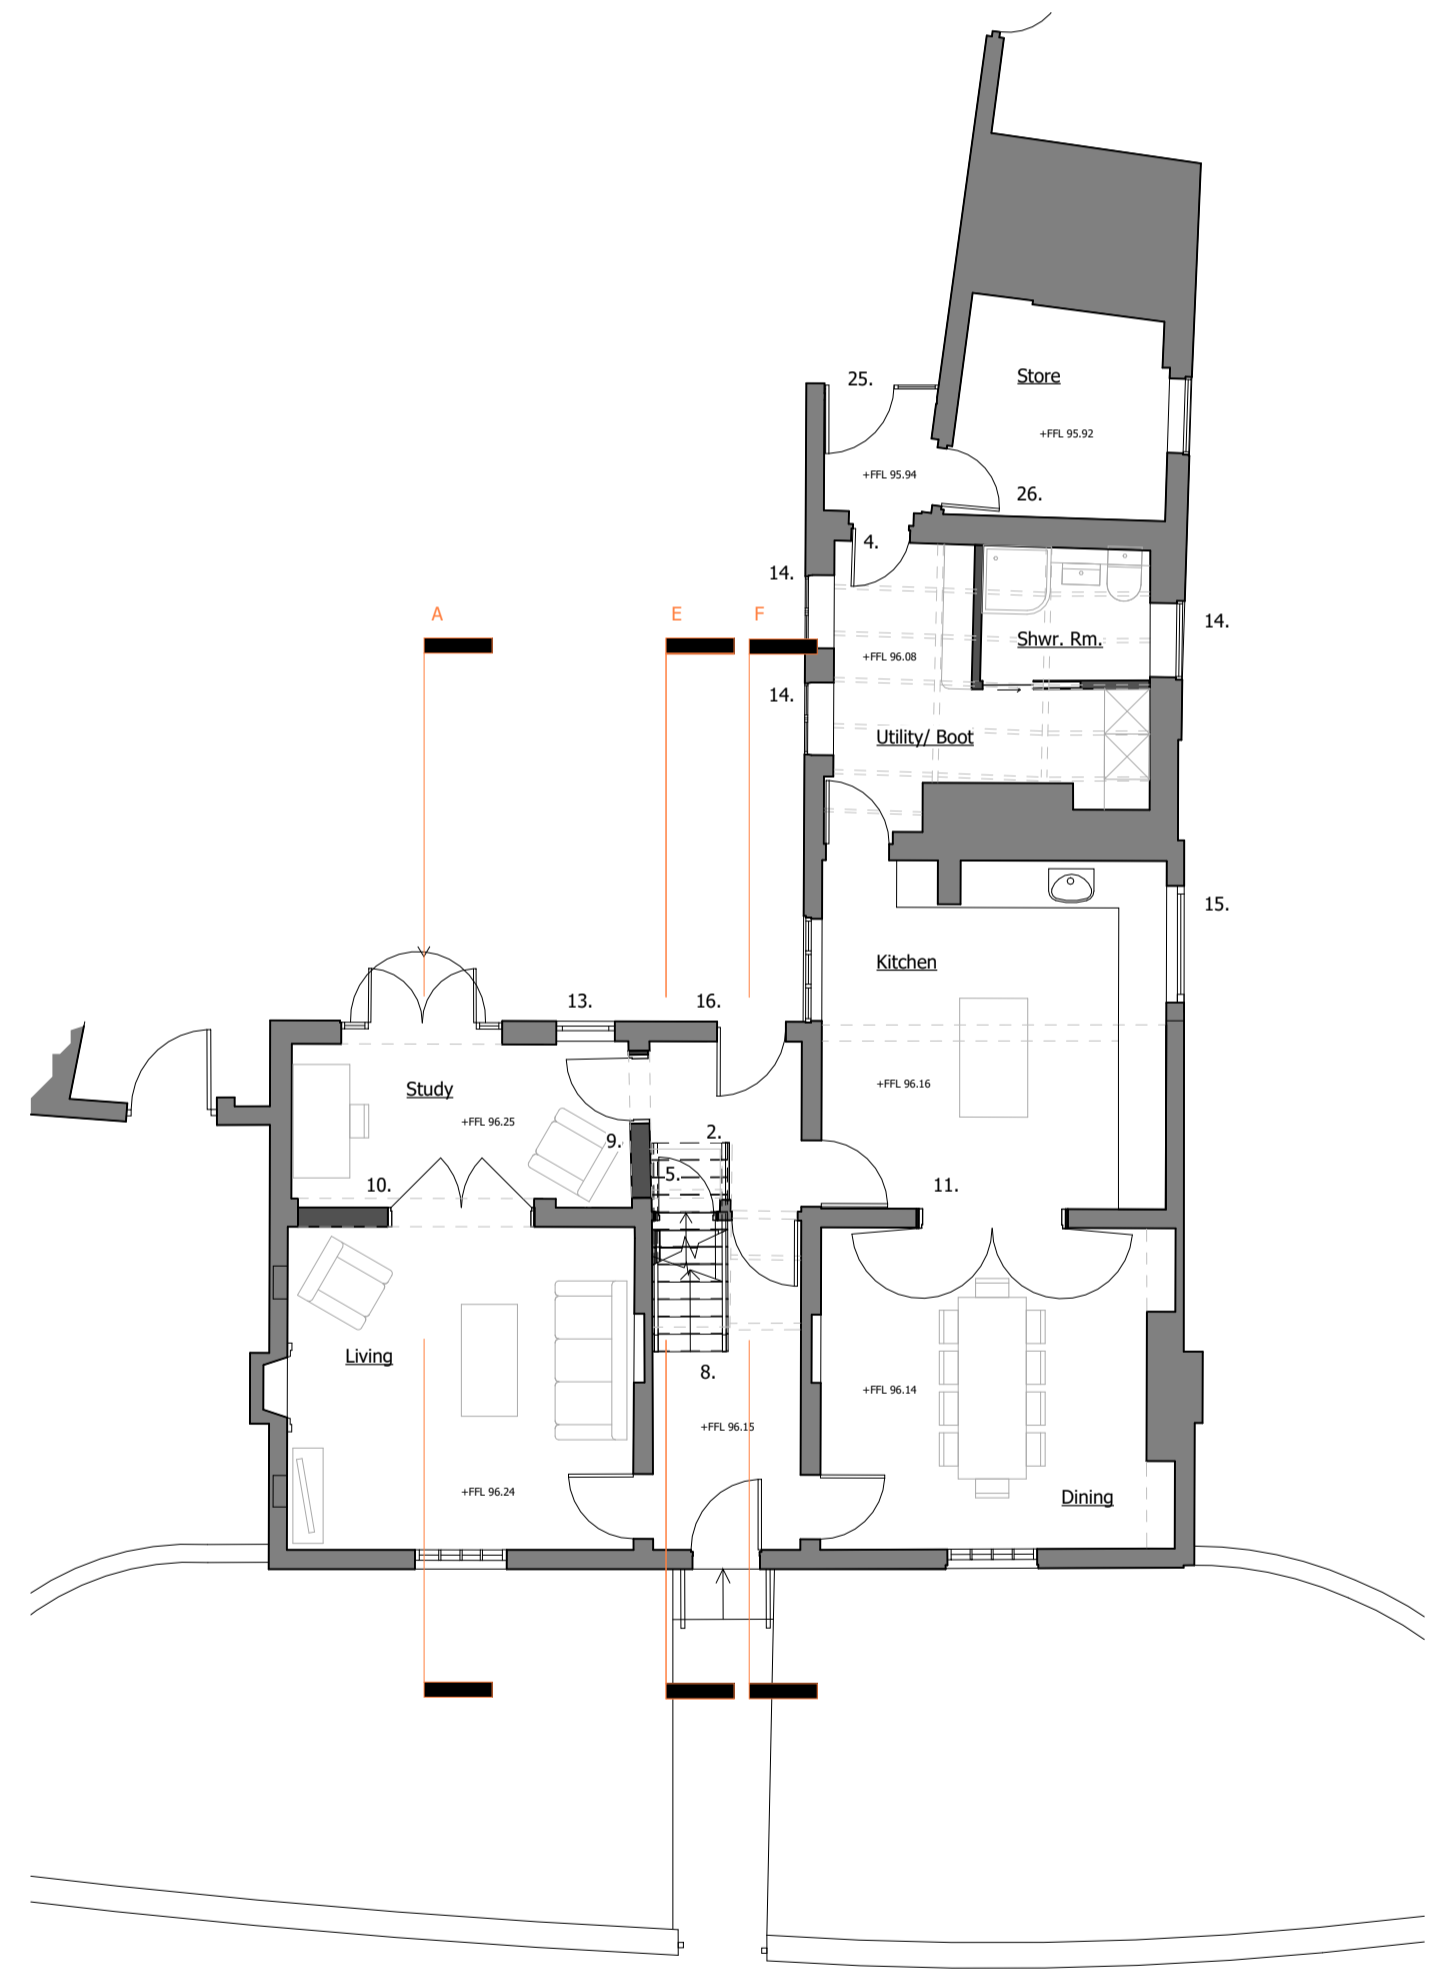 25.
Store
+FFL 95.92
+FFL 95.94
26.
4.
14.
A
E
F
14.
Shwr. Rm.
+FFL 96.08
14.
Utility/ Boot
15.
Kitchen
13.
16.
+FFL 96.16
Study
+FFL 96.25
9.
2.
5.
10.
11.
Living
8.
+FFL 96.14
+FFL 96.15
+FFL 96.24
Dining